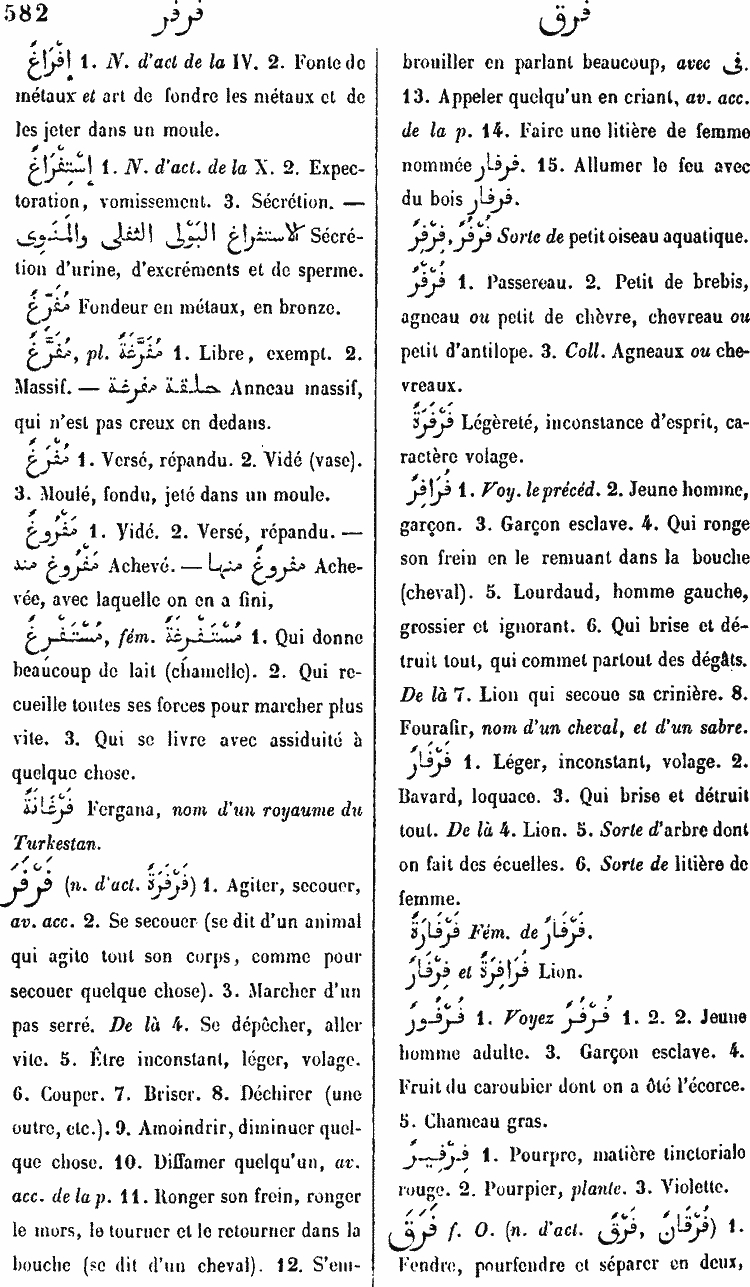 582 فرفر فرق
إِفْرَاغٌ 1. N. d'act de la IV. 2. Fonte de
métaux et art de fondre les métaux et de
les jeter dans un moule.
إِسْتِفْرَاغٌ 1. N. d'act. de la X. 2. Expec-
toration, vomissement. 3. Sécrétion. —
الاستفراغ البَوْلى الثفلى والمَنَوِى Sécré-
tion d'urine, d'excréments et de sperme.
مُفْرِغٌ Fondeur en métaux, en bronze.
مُفَرَّغٌ, pl. مُفَرَّغَةٌ 1. Libre, exempt. 2.
Massif. — حلقة مفرغة Anneau massif,
qui n'est pas creux en dedans.
مُفْرَغٌ 1. Versé, répandu. 2. Vidé (vase).
3. Moulé, fondu, jeté dans un moule.
مَفْرُوغٌ 1. Vidé. 2. Versé, répandu. —
مَفْرُوغٌ منه Achevé. — مفروغٌ منها Ache-
vée, avec laquelle on en a fini,
مُسْتَفْرِغٌ, fém. مُسْتَفْرِغَةٌ 1. Qui donne
beaucoup de lait (chamelle). 2. Qui re-
cueille toutes ses forces pour marcher plus
vite. 3. Qui se livre avec assiduité à
quelque chose.
فَرْغَانَةُ Fergana, nom d'un royaume du
Turkestan.
فَرْفَرَ (n. d'act. فَرْفَرَةٌ) 1. Agiter, secouer,
av. acc. 2. Se secouer (se dit d'un animal
qui agite tout son corps, comme pour
secouer quelque chose). 3. Marcher d'un
pas serré. De là 4. Se dépêcher, aller
vite. 5. Être inconstant, léger, volage.
6. Couper. 7. Briser. 8. Déchirer (une
outre, etc.). 9. Amoindrir, diminuer quel-
que chose. 10. Diffamer quelqu'un, av.
acc. de la p. 11. Ronger son frein, ronger
le mors, le tourner et le retourner dans la
bouche (se dit d'un cheval). 12. S'em-
brouiller en parlant beaucoup, avec فى.
13. Appeler quelqu'un en criant, av. acc.
de la p. 14. Faire une litière de femme
nommée فرفار. 15. Allumer le feu avec
du bois فرفار.
فِرْفِرٌ, فُرْفُرٌ Sorte de petit oiseau aquatique.
فُرْفُرٌ 1. Passereau. 2. Petit de brebis,
agneau ou petit de chèvre, chevreau ou
petit d'antilope. 3. Coll. Agneaux ou che-
vreaux.
فَرْفَرَةٌ Légèreté, inconstance d'esprit, ca-
ractère volage.
فُرَافِرٌ 1. Voy. le précéd. 2. Jeune homme,
garçon. 3. Garçon esclave. 4. Qui ronge
son frein en le remuant dans la bouche
(cheval). 5. Lourdaud, homme gauche,
grossier et ignorant. 6. Qui brise et dé-
truit tout, qui commet partout des dégâts.
De là 7. Lion qui secoue sa crinière. 8.
Fourafir, nom d'un cheval, et d'un sabre.
فَرْفَارٌ 1. Léger, inconstant, volage. 2.
Bavard, loquace. 3. Qui brise et détruit
tout. De là 4. Lion. 5. Sorte d'arbre dont
on fait des écuelles. 6. Sorte de litière de
femme.
فَرْفَارَةٌ Fém. de فَرْفَارٌ.
فِرْفَارٌ et فُرَافِرَةٌ Lion.
فُرْفُورٌ 1. Voyez فُرْفُرٌ 1. 2. 2. Jeune
homme adulte. 3. Garçon esclave. 4.
Fruit du caroubier dont on a ôté l'écorce.
5. Chameau gras.
فِرْفِيرٌ 1. Pourpre, matière tinctoriale
rouge. 2. Pourpier, plante. 3. Violette.
فَرَقَ f. O. (n. d'act. فَرْقٌ, فُرْقَانٌ) 1.
Fendre, pourfendre et séparer en deux,